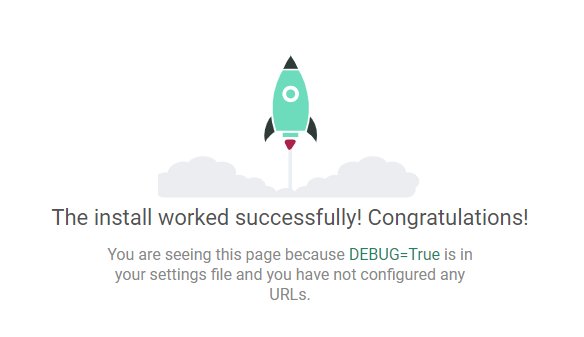 The install worked successfully! Congratulations!
You are seeing this page because DEBUG=True is in
your settings file and you have not configured any
URLs.